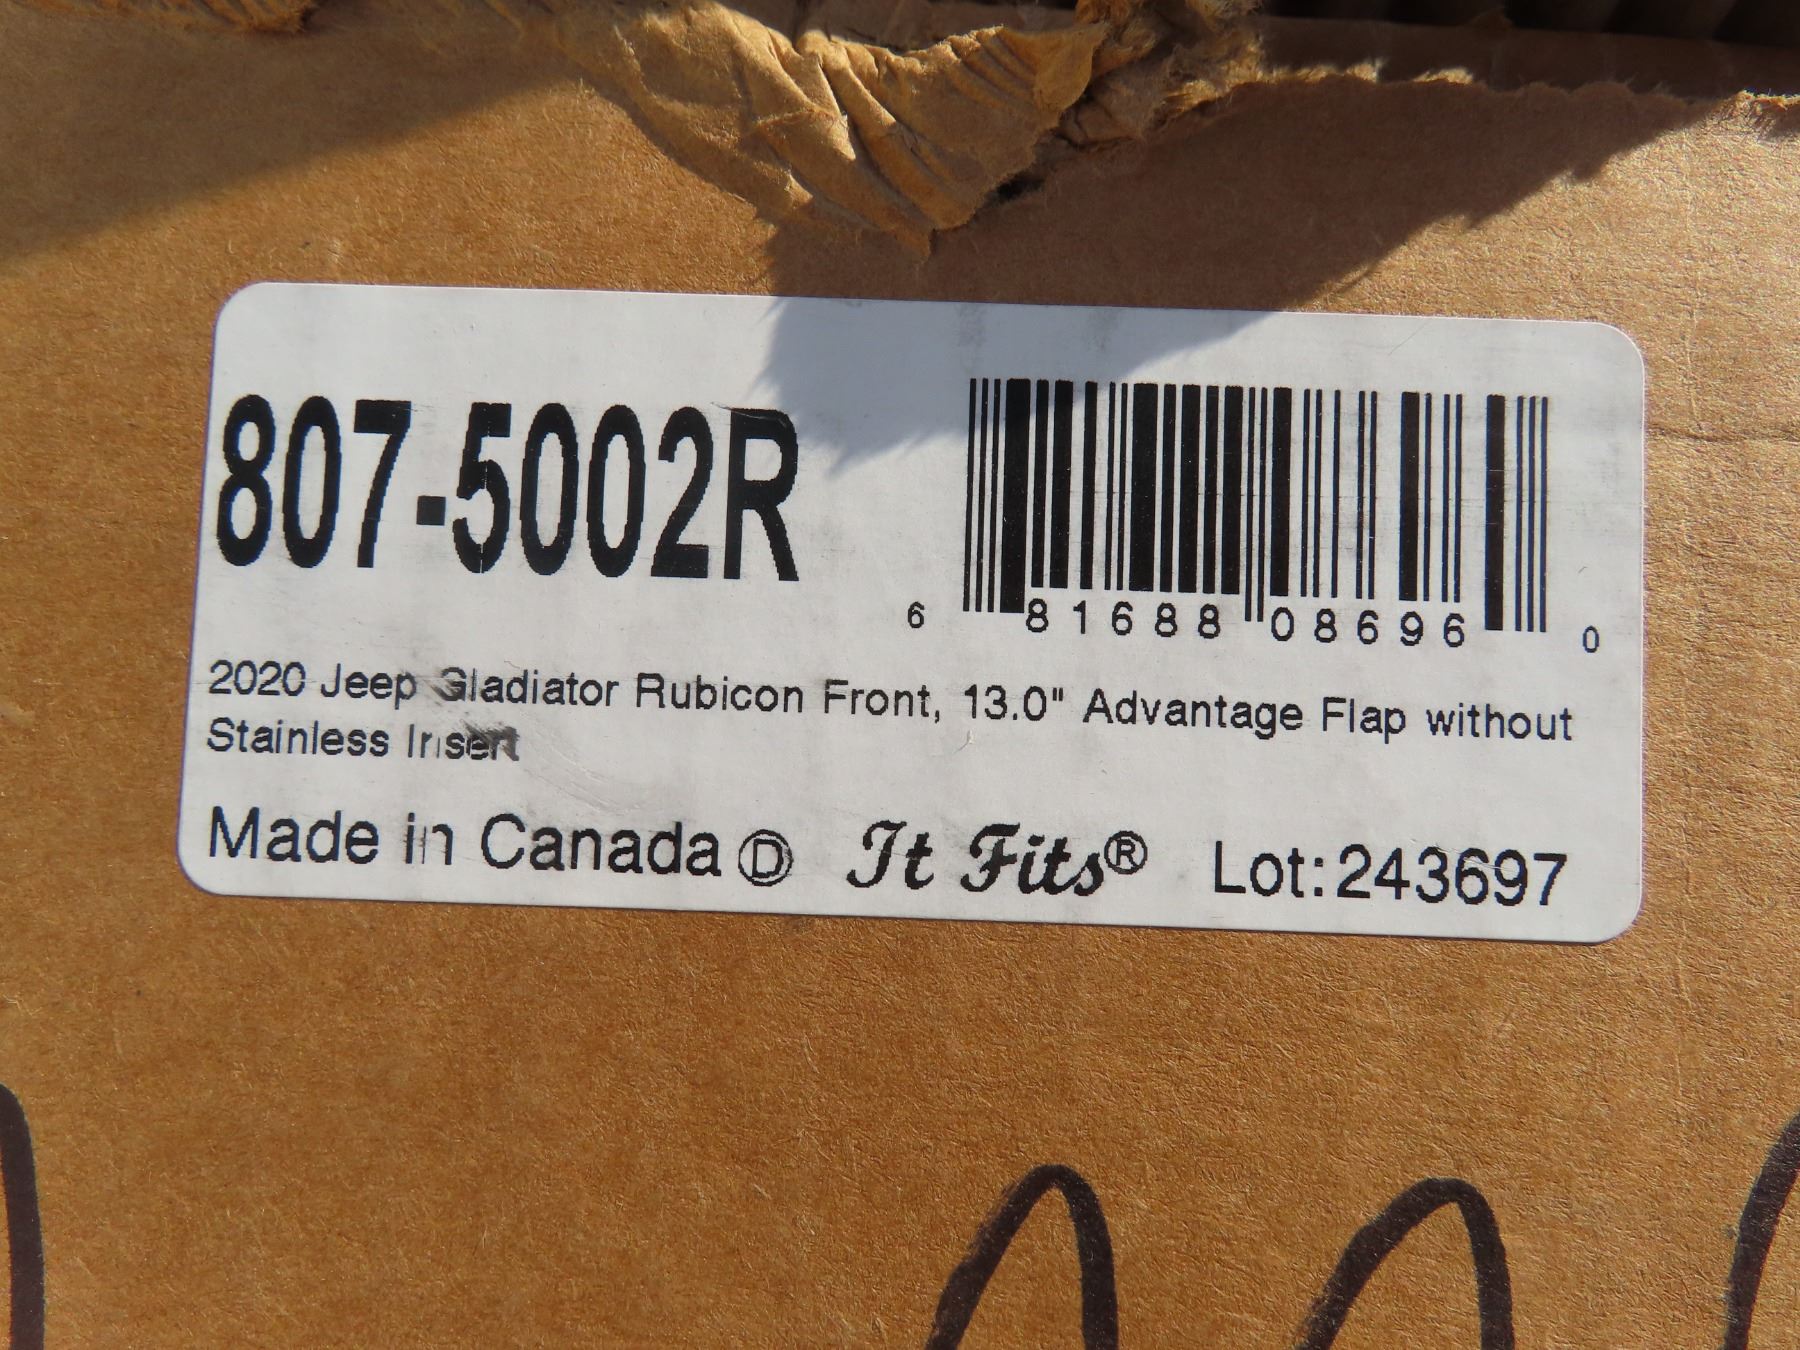 807-5002R
6 81688 08696 0
2020 Jeep Gladiator Rubicon Front, 13.0" Advantage Flap without
Stainless Insert
Made in Canada Ⓓ It Fits® Lot:243697